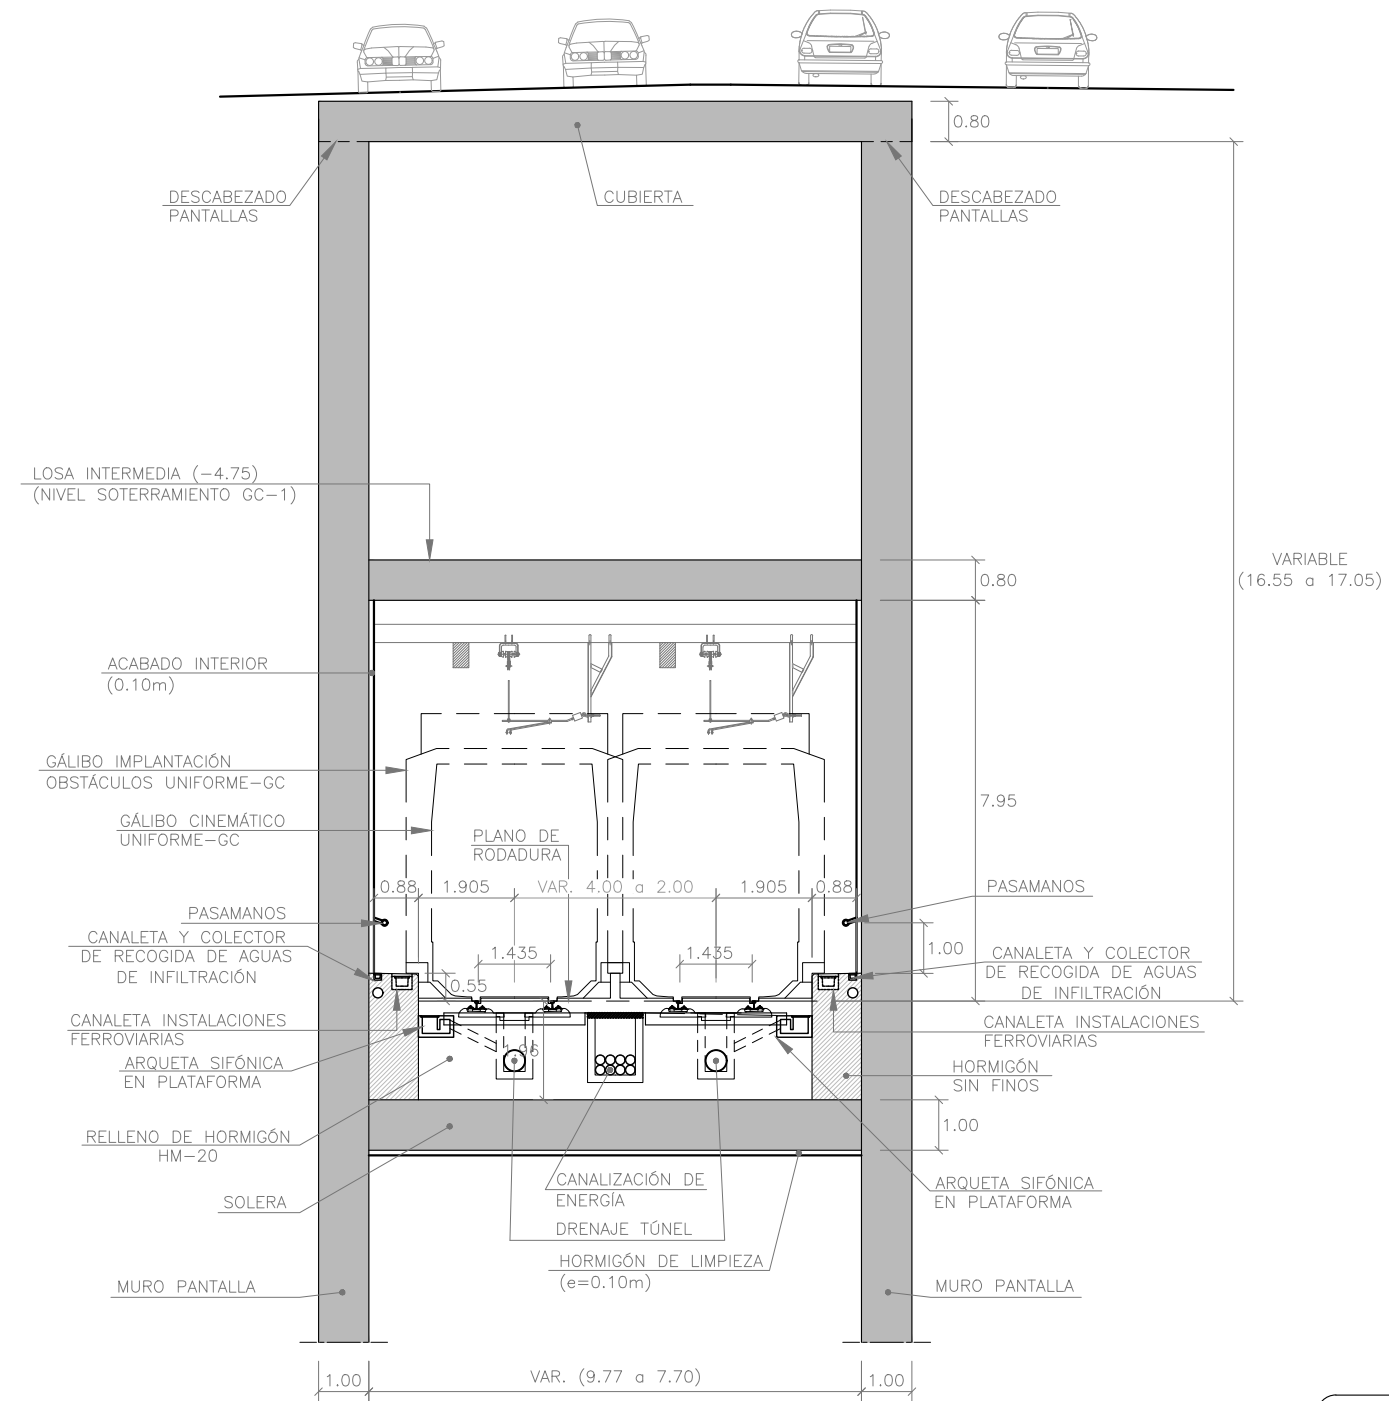 0.80
DESCABEZADO
PANTALLAS
CUBIERTA
DESCABEZADO
PANTALLAS
LOSA INTERMEDIA (-4.75)
(NIVEL SOTERRAMIENTO GC-1)
VARIABLE
(16.55 a 17.05)
0.80
ACABADO INTERIOR
(0.10m)
GÁLIBO IMPLANTACIÓN
OBSTÁCULOS UNIFORME-GC
7.95
GÁLIBO CINEMÁTICO
UNIFORME-GC
PLANO DE
RODADURA
0.88
1.905
VAR. 4.00 a 2.00
1.905
0.88
PASAMANOS
PASAMANOS
CANALETA Y COLECTOR
DE RECOGIDA DE AGUAS
DE INFILTRACIÓN
1.435
1.435
1.00
CANALETA Y COLECTOR
DE RECOGIDA DE AGUAS
DE INFILTRACIÓN
0.55
CANALETA INSTALACIONES
FERROVIARIAS
CANALETA INSTALACIONES
FERROVIARIAS
1.96
ARQUETA SIFÓNICA
EN PLATAFORMA
HORMIGÓN
SIN FINOS
RELLENO DE HORMIGÓN
HM-20
1.00
CANALIZACIÓN DE
ENERGÍA
ARQUETA SIFÓNICA
EN PLATAFORMA
SOLERA
DRENAJE TÚNEL
HORMIGÓN DE LIMPIEZA
(e=0.10m)
MURO PANTALLA
MURO PANTALLA
1.00
VAR. (9.77 a 7.70)
1.00